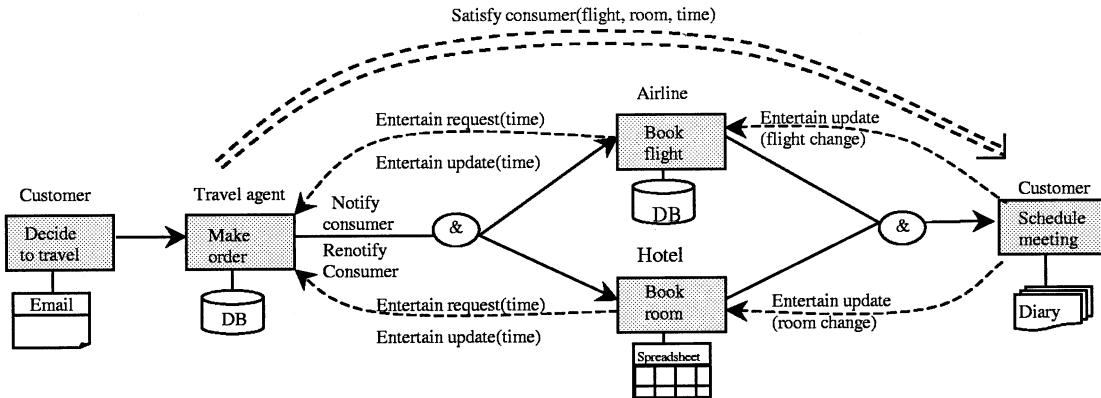 Satisfy consumer(flight, room, time)
Airline
Entertain request(time)
Book
flight
Entertain update
(flight change)
Entertain update(time)
DB
Customer
Travel agent
Customer
Decide
to travel
Make
order
Notify
consumer
&
&
Schedule
meeting
Renotify
Consumer
Hotel
Email
DB
Entertain request(time)
Book
room
Entertain update
(room change)
Diary
Entertain update(time)
Spreadsheet